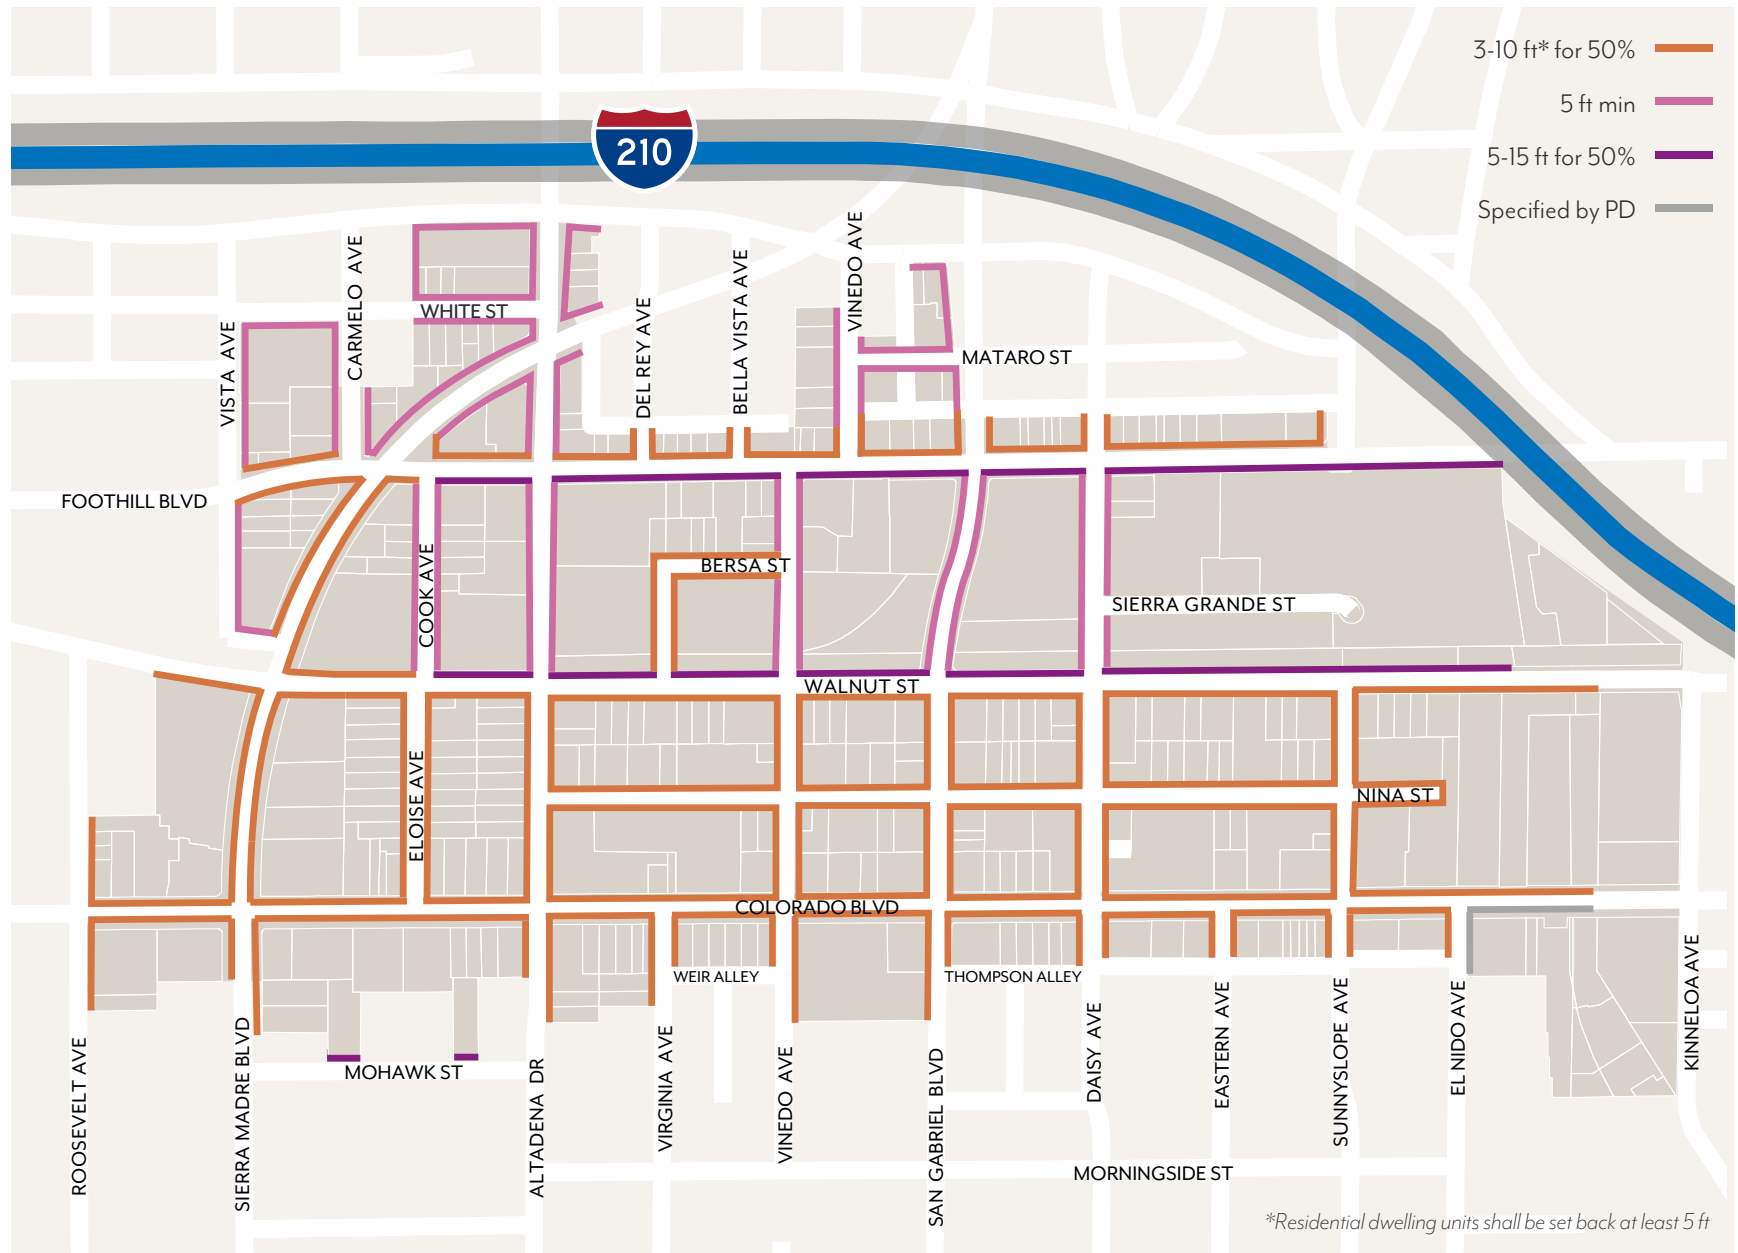 3-10 ft* for 50%
5 ft min
5-15 ft for 50%
Specified by PD
210
VISTA AVE
CARMELO AVE
WHITE ST
DEL REY AVE
BELLA VISTA AVE
VINEDO AVE
MATARO ST
FOOTHILL BLVD
COOK AVE
BERSA ST
SIERRA GRANDE ST
WALNUT ST
ELOISE AVE
NINA ST
COLORADO BLVD
WEIR ALLEY
THOMPSON ALLEY
MOHAWK ST
ROOSEVELT AVE
SIERRA MADRE BLVD
ALTADENA DR
VIRGINIA AVE
VINEDO AVE
SAN GABRIEL BLVD
DAISY AVE
EASTERN AVE
SUNNYSLOPE AVE
EL NIDO AVE
KINNELOA AVE
MORNINGSIDE ST
*Residential dwelling units shall be set back at least 5 ft